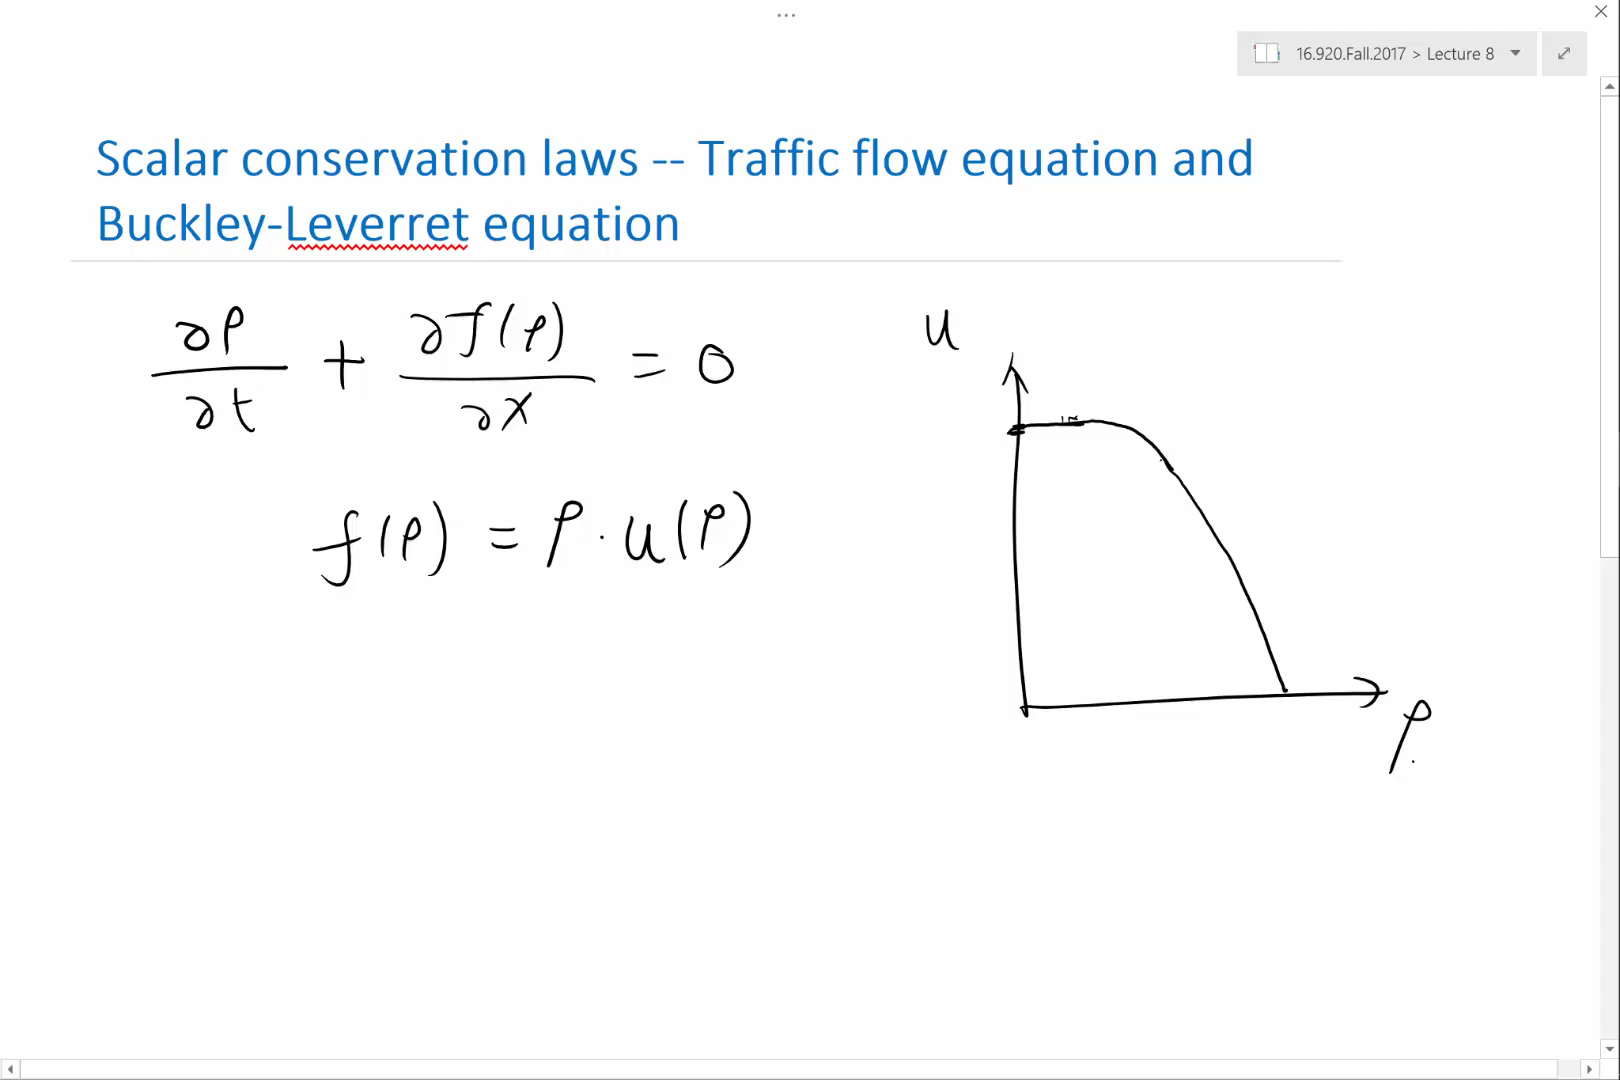 16.920.Fall.2017 > Lecture 8
Scalar conservation laws -- Traffic flow equation and
Buckley-Leverret equation
∂ρ/∂t + ∂f(ρ)/∂x = 0
f(ρ) = ρ · u(ρ)
u
ρ